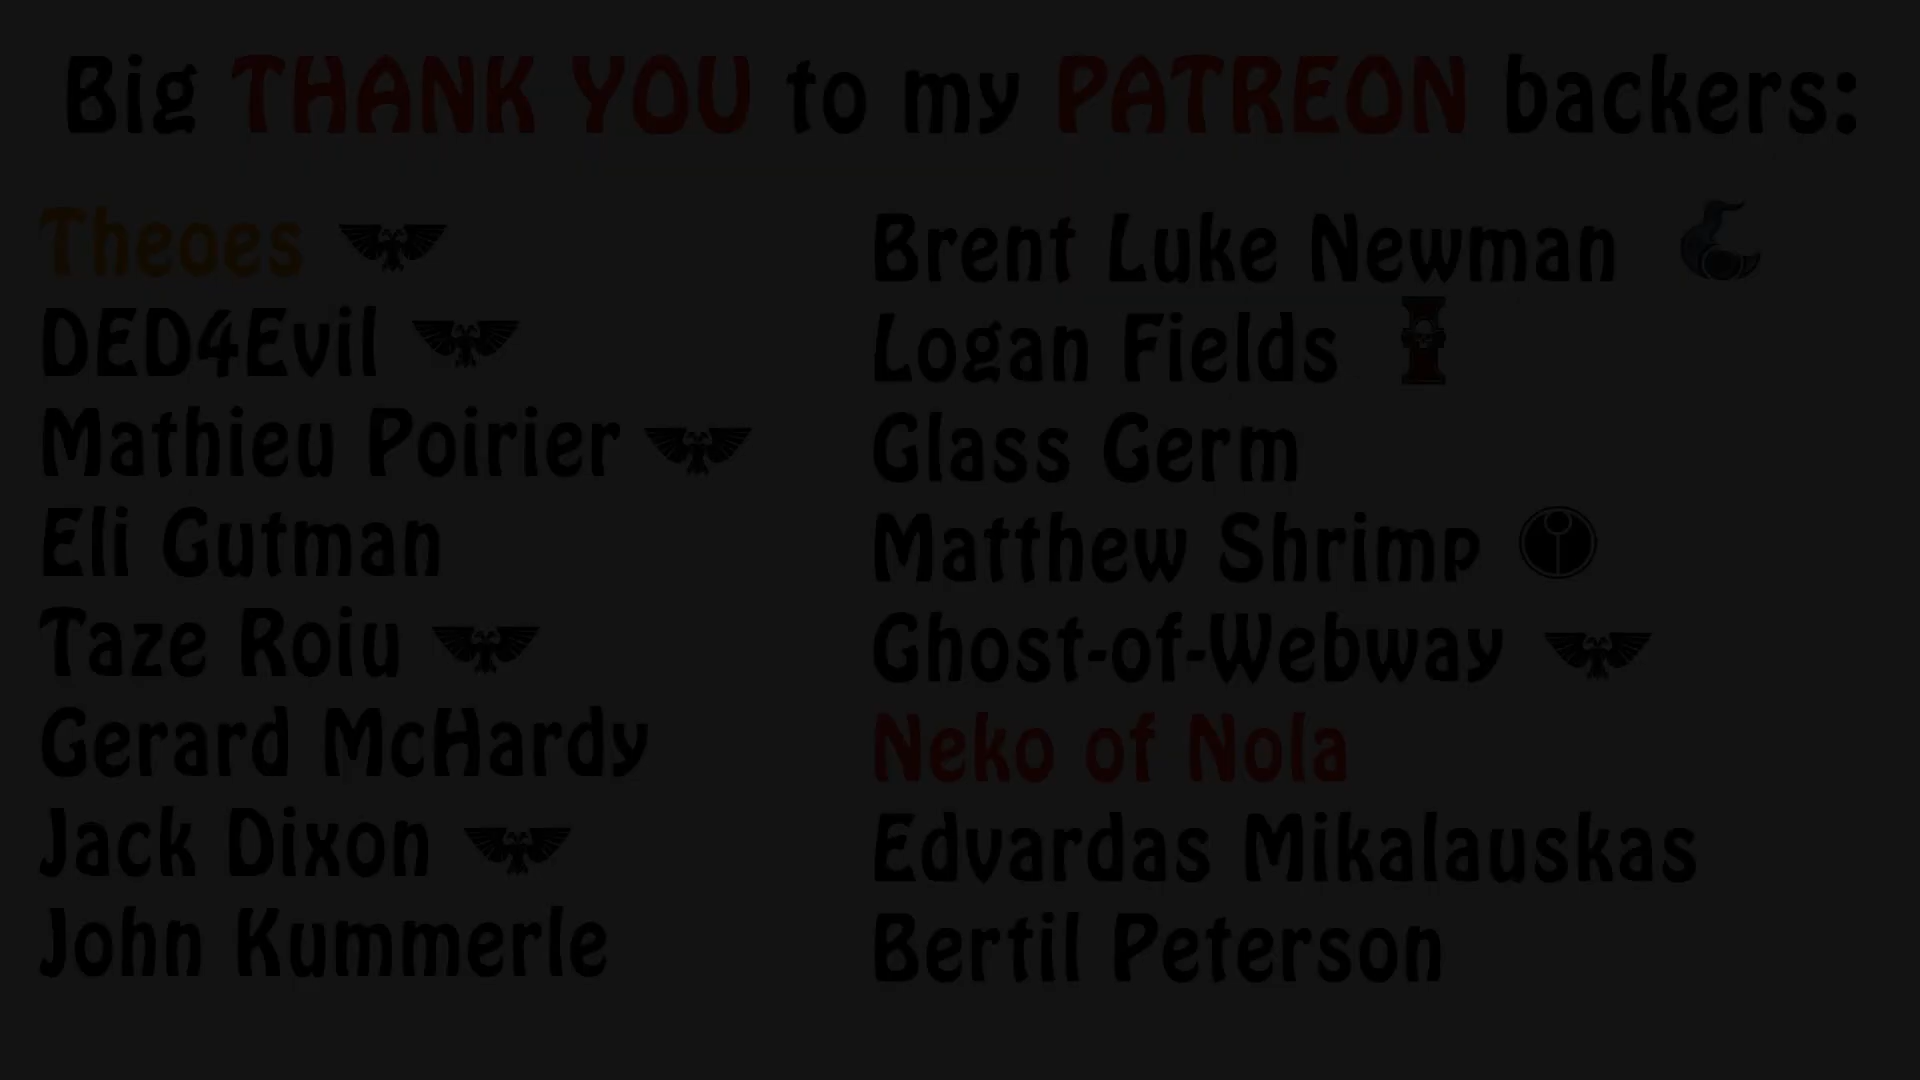 Big THANK YOU to my PATREON backers:
Theoes
DED4Evil
Mathieu Poirier
Eli Gutman
Taze Roiu
Gerard McHardy
Jack Dixon
John Kummerle
Brent Luke Newman
Logan Fields
Glass Germ
Matthew Shrimp
Ghost-of-Webway
Neko of Nola
Edvardas Mikalauskas
Bertil Peterson